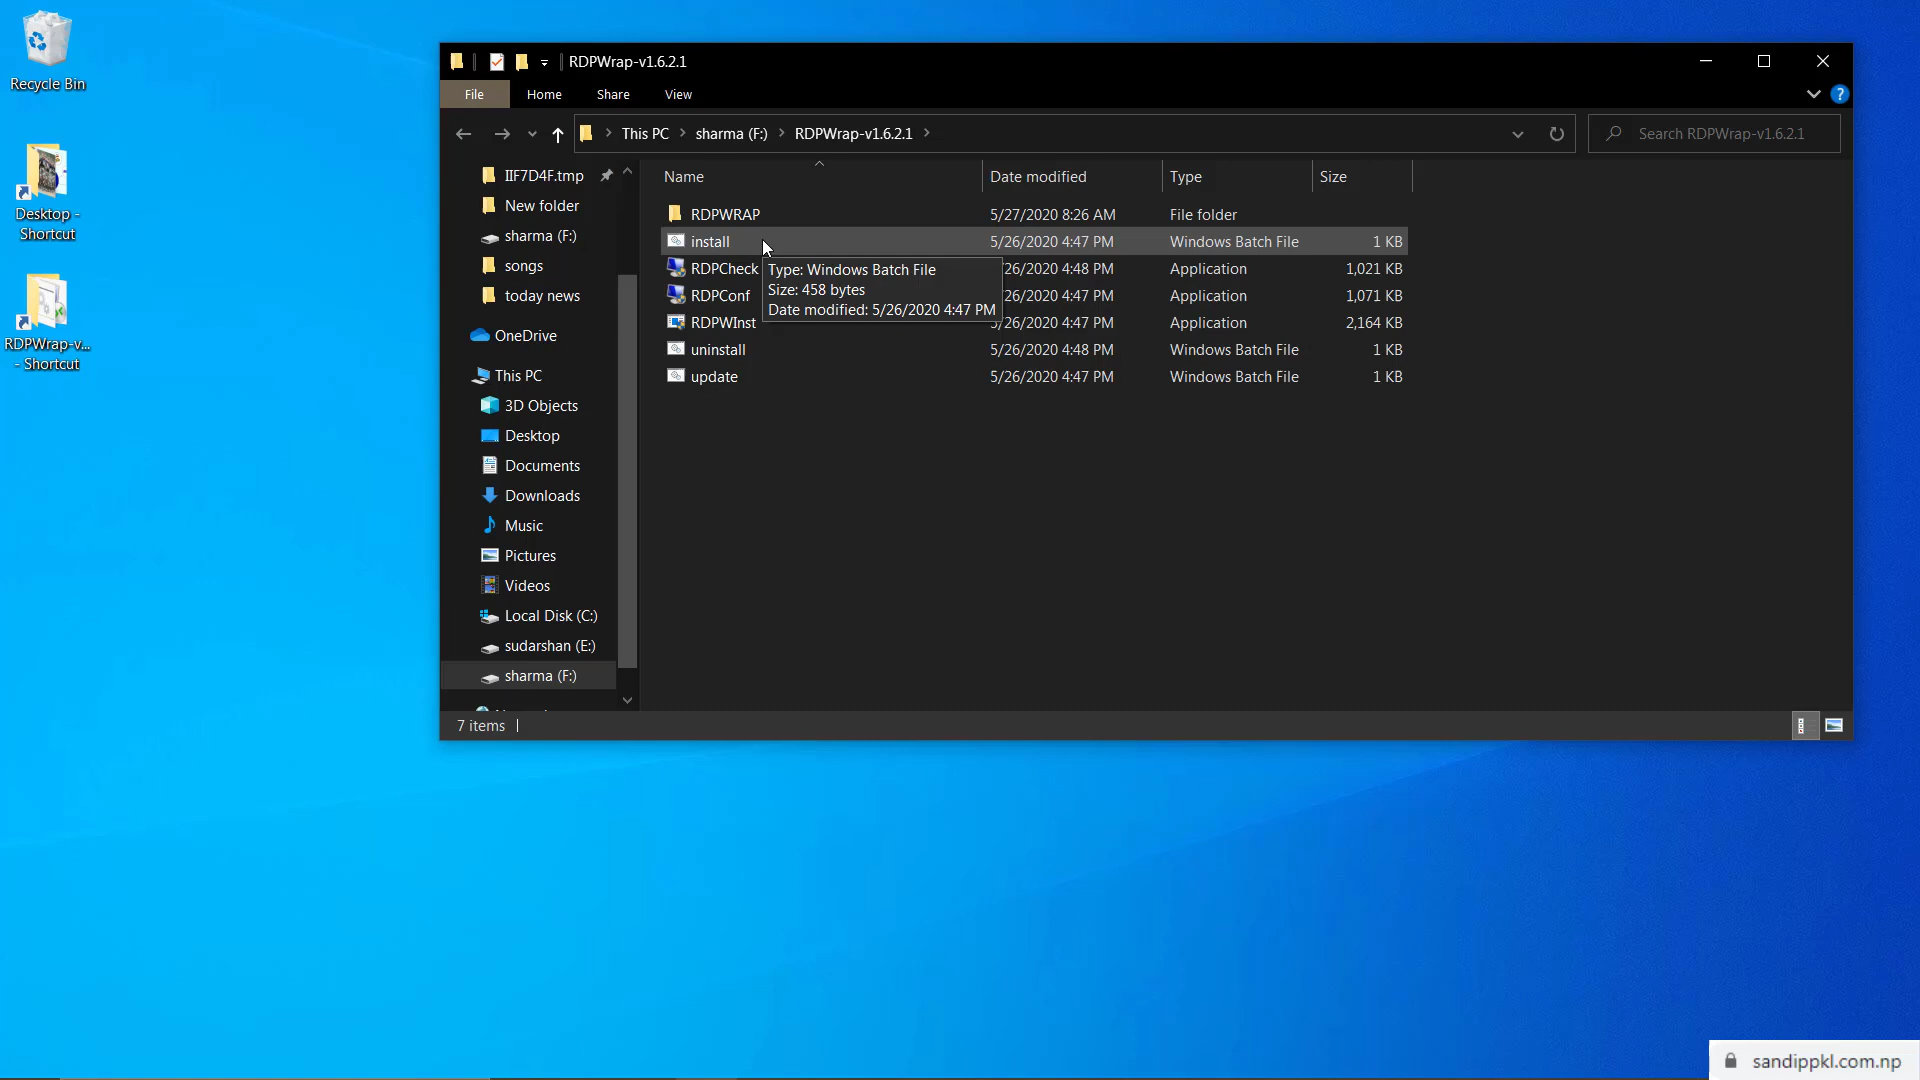 Recycle Bin
Desktop -
Shortcut
RDPWrap-v...
- Shortcut
RDPWrap-v1.6.2.1
File Home Share View
This PC sharma (F:) RDPWrap-v1.6.2.1
Search RDPWrap-v1.6.2.1
IIF7D4F.tmp
New folder
sharma (F:)
songs
today news
OneDrive
This PC
3D Objects
Desktop
Documents
Downloads
Music
Pictures
Videos
Local Disk (C:)
sudarshan (E:)
sharma (F:)
Name Date modified Type Size
RDPWRAP 5/27/2020 8:26 AM File folder
install 5/26/2020 4:47 PM Windows Batch File 1 KB
RDPCheck /26/2020 4:48 PM Application 1,021 KB
RDPConf /26/2020 4:47 PM Application 1,071 KB
RDPWInst 5/26/2020 4:47 PM Application 2,164 KB
uninstall 5/26/2020 4:48 PM Windows Batch File 1 KB
update 5/26/2020 4:47 PM Windows Batch File 1 KB
Type: Windows Batch File
Size: 458 bytes
Date modified: 5/26/2020 4:47 PM
7 items
sandippkl.com.np